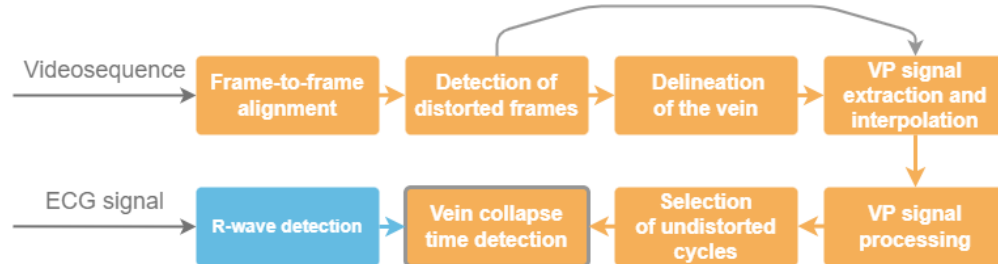 Videosequence
Frame-to-frame
alignment
Detection of
distorted frames
Delineation
of the vein
VP signal
extraction and
interpolation
ECG signal
R-wave detection
Vein collapse
time detection
Selection
of undistorted
cycles
VP signal
processing